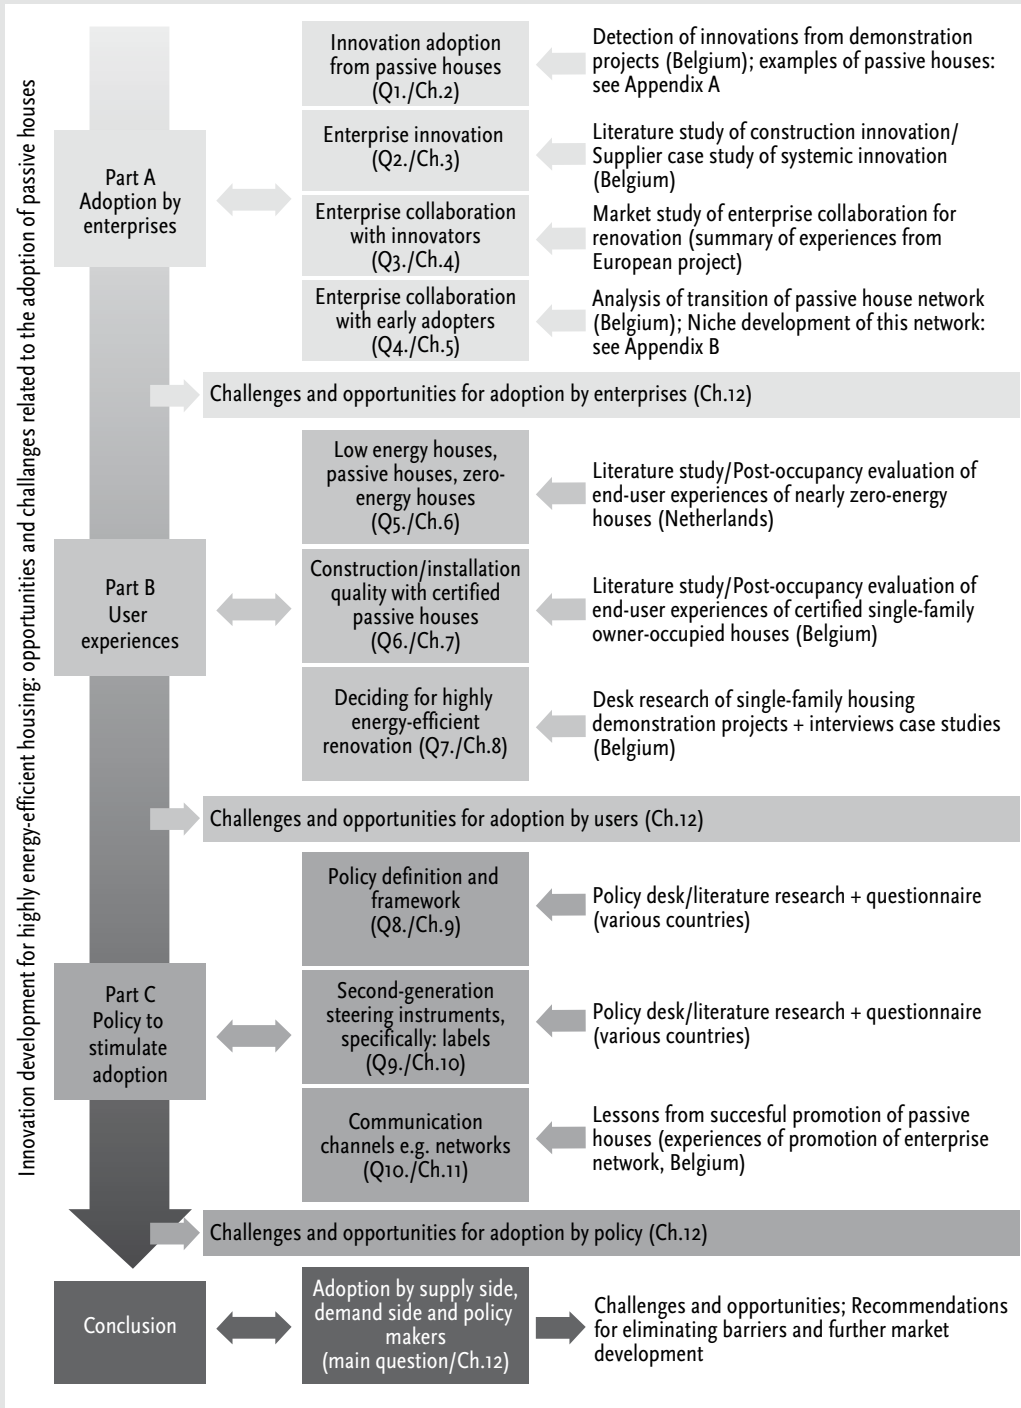 Innovation development for highly energy-efficient housing: opportunities and challanges related to the adoption of passive houses
Part A
Adoption by
enterprises
Innovation adoption
from passive houses
(Q1./Ch.2)
Detection of innovations from demonstration
projects (Belgium); examples of passive houses:
see Appendix A
Enterprise innovation
(Q2./Ch.3)
Literature study of construction innovation/
Supplier case study of systemic innovation
(Belgium)
Enterprise collaboration
with innovators
(Q3./Ch.4)
Market study of enterprise collaboration for
renovation (summary of experiences from
European project)
Enterprise collaboration
with early adopters
(Q4./Ch.5)
Analysis of transition of passive house network
(Belgium); Niche development of this network:
see Appendix B
Challenges and opportunities for adoption by enterprises (Ch.12)
Part B
User
experiences
Low energy houses,
passive houses, zero-
energy houses
(Q5./Ch.6)
Literature study/Post-occupancy evaluation of
end-user experiences of nearly zero-energy
houses (Netherlands)
Construction/installation
quality with certified
passive houses
(Q6./Ch.7)
Literature study/Post-occupancy evaluation of
end-user experiences of certified single-family
owner-occupied houses (Belgium)
Deciding for highly
energy-efficient
renovation (Q7./Ch.8)
Desk research of single-family housing
demonstration projects + interviews case studies
(Belgium)
Challenges and opportunities for adoption by users (Ch.12)
Part C
Policy to
stimulate
adoption
Policy definition and
framework
(Q8./Ch.9)
Policy desk/literature research + questionnaire
(various countries)
Second-generation
steering instruments,
specifically: labels
(Q9./Ch.10)
Policy desk/literature research + questionnaire
(various countries)
Communication
channels e.g. networks
(Q10./Ch.11)
Lessons from succesful promotion of passive
houses (experiences of promotion of enterprise
network, Belgium)
Challenges and opportunities for adoption by policy (Ch.12)
Conclusion
Adoption by supply side,
demand side and policy
makers
(main question/Ch.12)
Challenges and opportunities; Recommendations
for eliminating barriers and further market
development